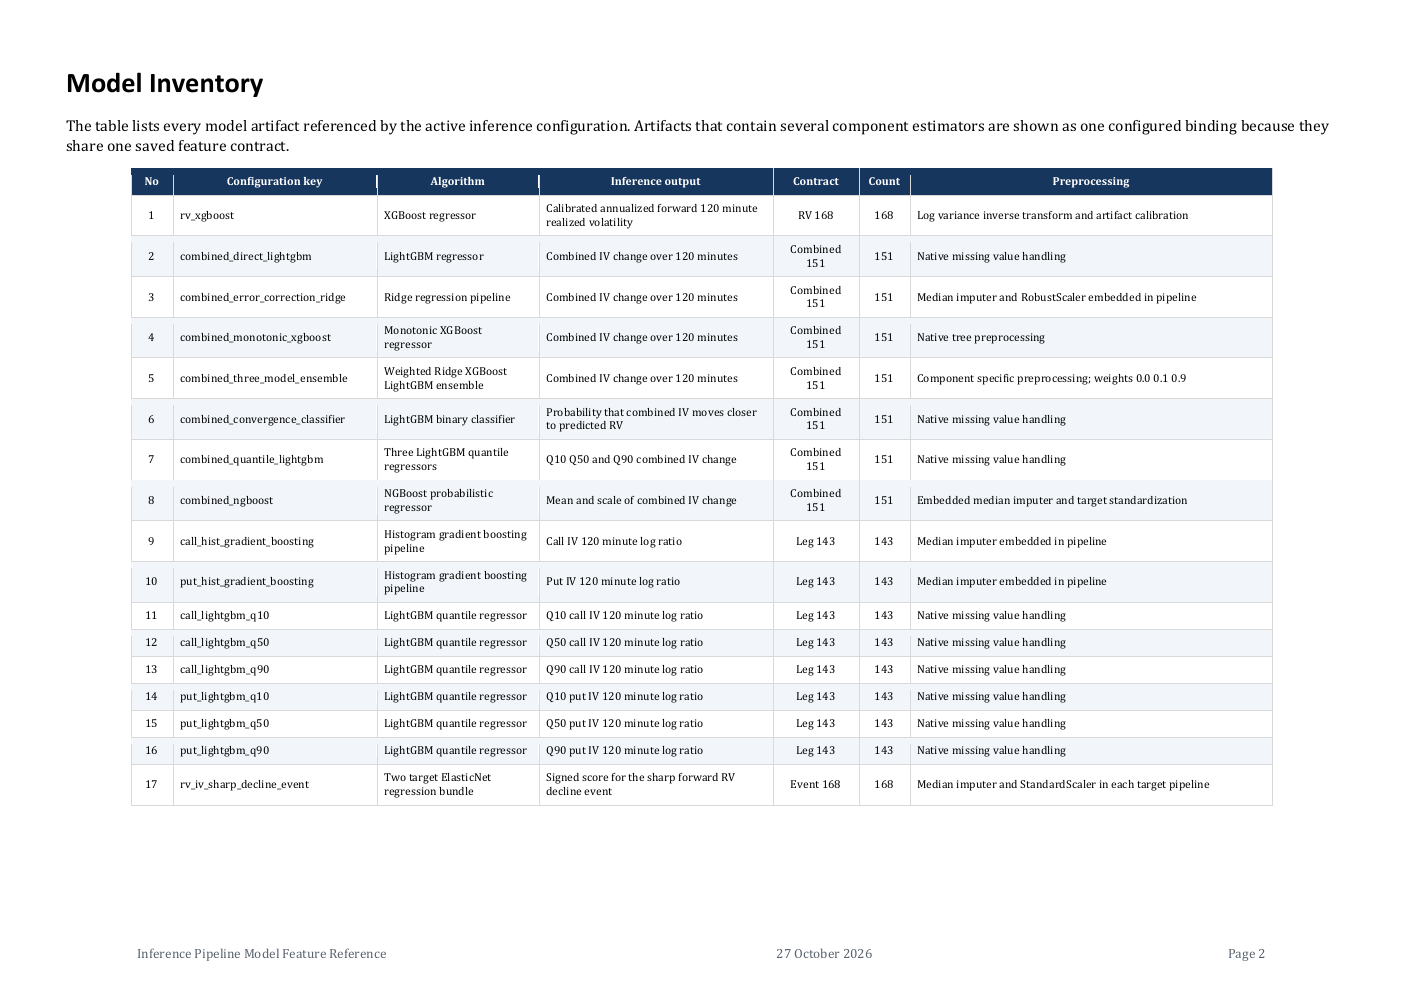 Model Inventory
The table lists every model artifact referenced by the active inference configuration. Artifacts that contain several component estimators are shown as one configured binding because they
share one saved feature contract.
No Configuration key Algorithm Inference output Contract Count Preprocessing
1 rv_xgboost XGBoost regressor Calibrated annualized forward 120 minute
realized volatility RV 168 168 Log variance inverse transform and artifact calibration
2 combined_direct_lightgbm LightGBM regressor Combined IV change over 120 minutes Combined
151 151 Native missing value handling
3 combined_error_correction_ridge Ridge regression pipeline Combined IV change over 120 minutes Combined
151 151 Median imputer and RobustScaler embedded in pipeline
4 combined_monotonic_xgboost Monotonic XGBoost
regressor Combined IV change over 120 minutes Combined
151 151 Native tree preprocessing
5 combined_three_model_ensemble Weighted Ridge XGBoost
LightGBM ensemble Combined IV change over 120 minutes Combined
151 151 Component specific preprocessing; weights 0.0 0.1 0.9
6 combined_convergence_classifier LightGBM binary classifier Probability that combined IV moves closer
to predicted RV Combined
151 151 Native missing value handling
7 combined_quantile_lightgbm Three LightGBM quantile
regressors Q10 Q50 and Q90 combined IV change Combined
151 151 Native missing value handling
8 combined_ngboost NGBoost probabilistic
regressor Mean and scale of combined IV change Combined
151 151 Embedded median imputer and target standardization
9 call_hist_gradient_boosting Histogram gradient boosting
pipeline Call IV 120 minute log ratio Leg 143 143 Median imputer embedded in pipeline
10 put_hist_gradient_boosting Histogram gradient boosting
pipeline Put IV 120 minute log ratio Leg 143 143 Median imputer embedded in pipeline
11 call_lightgbm_q10 LightGBM quantile regressor Q10 call IV 120 minute log ratio Leg 143 143 Native missing value handling
12 call_lightgbm_q50 LightGBM quantile regressor Q50 call IV 120 minute log ratio Leg 143 143 Native missing value handling
13 call_lightgbm_q90 LightGBM quantile regressor Q90 call IV 120 minute log ratio Leg 143 143 Native missing value handling
14 put_lightgbm_q10 LightGBM quantile regressor Q10 put IV 120 minute log ratio Leg 143 143 Native missing value handling
15 put_lightgbm_q50 LightGBM quantile regressor Q50 put IV 120 minute log ratio Leg 143 143 Native missing value handling
16 put_lightgbm_q90 LightGBM quantile regressor Q90 put IV 120 minute log ratio Leg 143 143 Native missing value handling
17 rv_iv_sharp_decline_event Two target ElasticNet
regression bundle Signed score for the sharp forward RV
decline event Event 168 168 Median imputer and StandardScaler in each target pipeline
Inference Pipeline Model Feature Reference 27 October 2026 Page 2